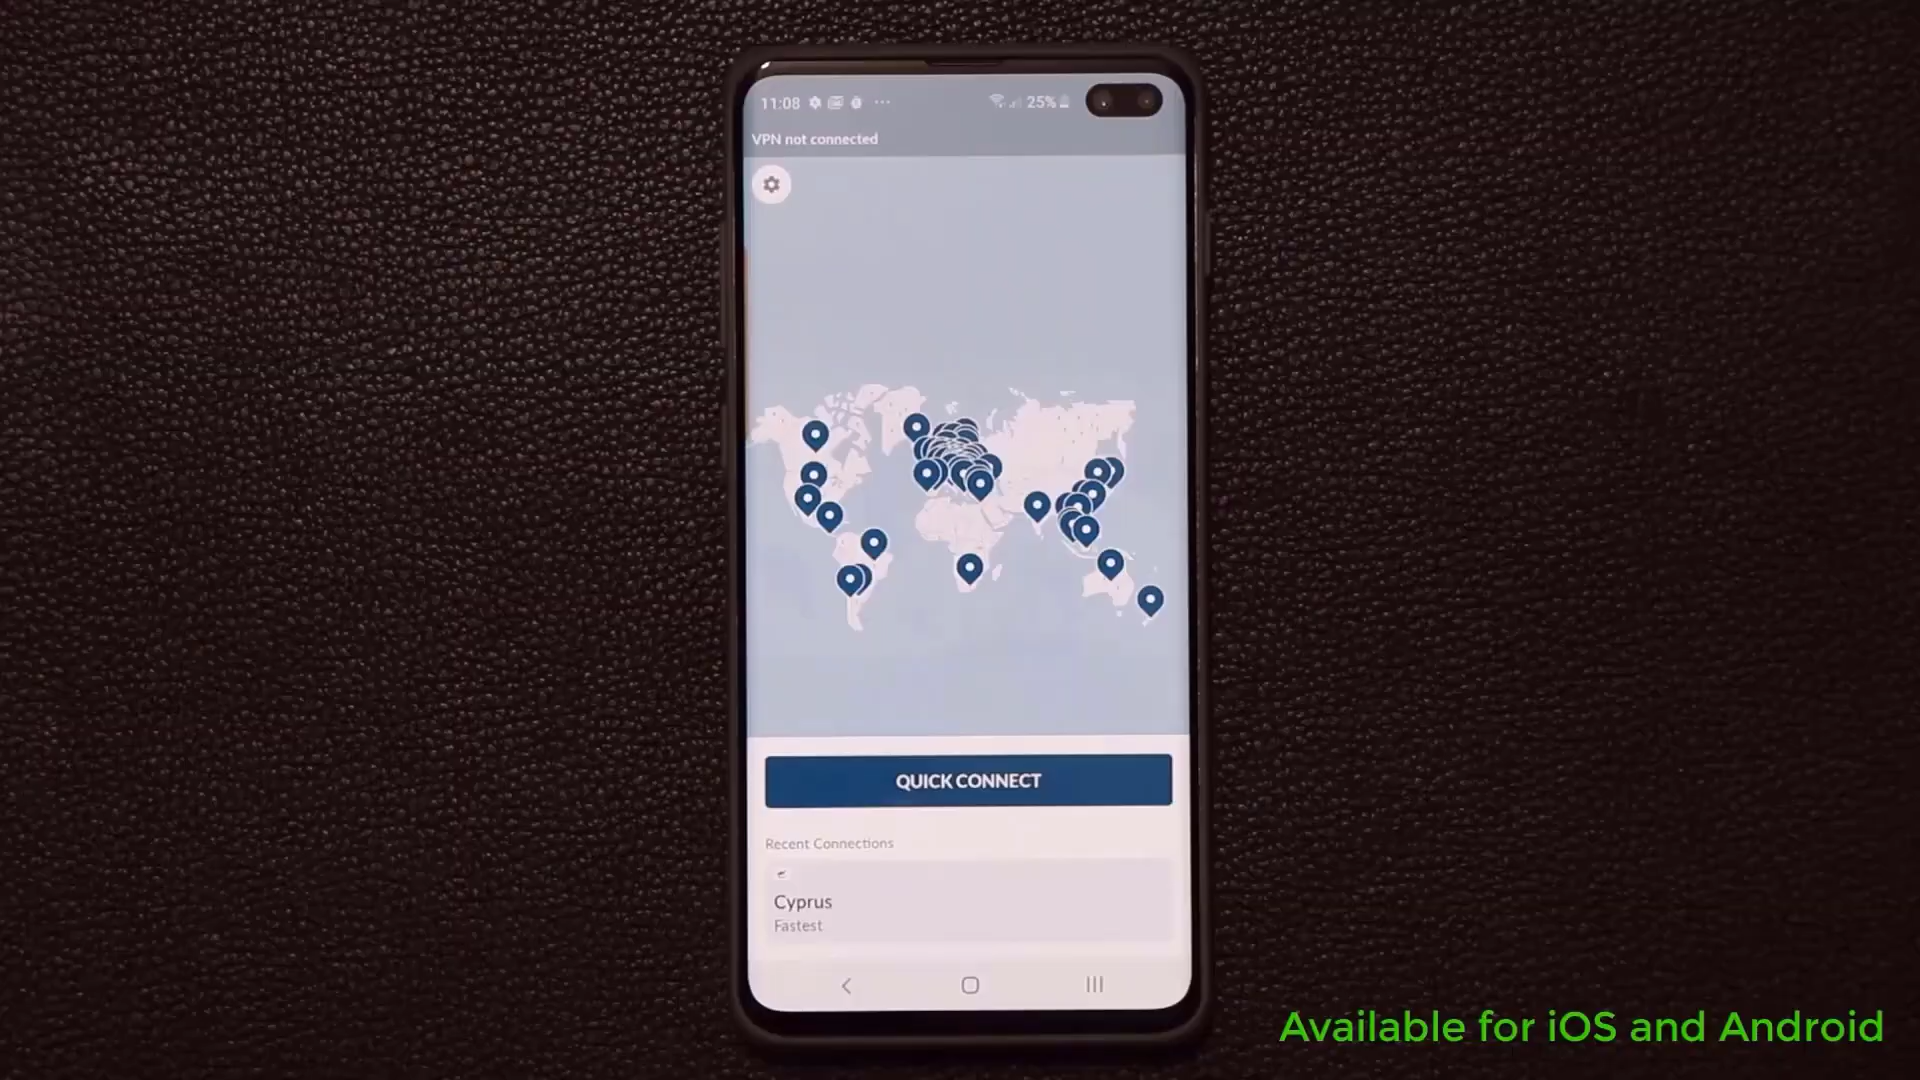 11:08
25%
VPN not connected
QUICK CONNECT
Recent Connections
Cyprus
Fastest
Available for iOS and Android